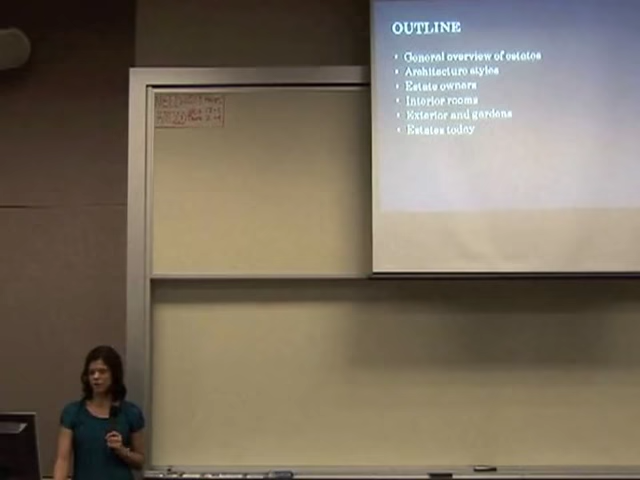 OUTLINE
• General overview of estates
• Architecture styles
• Estate owners
• Interior rooms
• Exterior and gardens
• Estates today